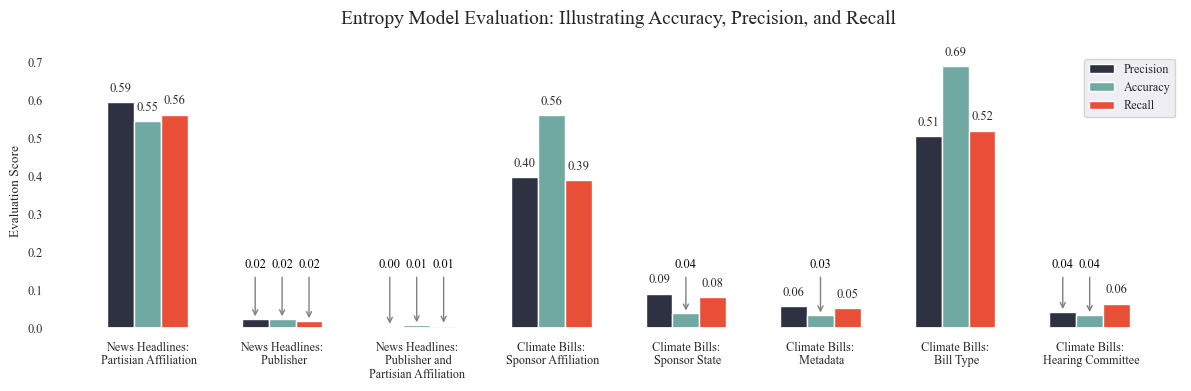 Entropy Model Evaluation: Illustrating Accuracy, Precision, and Recall
Evaluation Score
0.7
0.6
0.5
0.4
0.3
0.2
0.1
0.0
Precision
Accuracy
Recall
0.59
0.55
0.56
0.02
0.02
0.02
0.00
0.01
0.01
0.40
0.56
0.39
0.09
0.04
0.08
0.06
0.03
0.05
0.51
0.69
0.52
0.04
0.04
0.06
News Headlines:
Partisian Affiliation
News Headlines:
Publisher
News Headlines:
Publisher and
Partisian Affiliation
Climate Bills:
Sponsor Affiliation
Climate Bills:
Sponsor State
Climate Bills:
Metadata
Climate Bills:
Bill Type
Climate Bills:
Hearing Committee